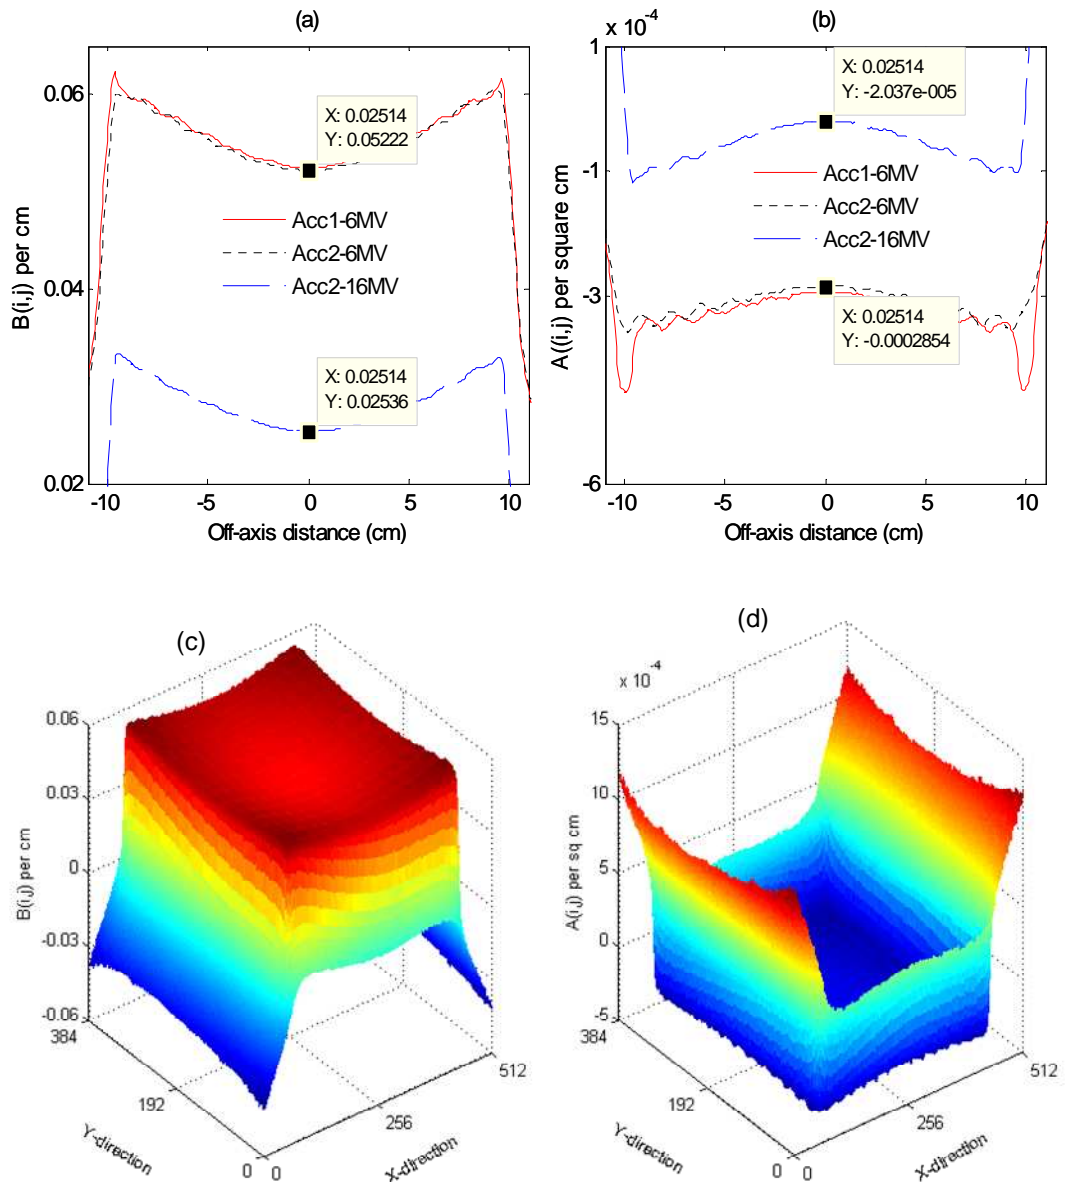 (a)
B(i,j) per cm
0.06
0.04
0.02
X: 0.02514
Y: 0.05222
Acc1-6MV
Acc2-6MV
Acc2-16MV
X: 0.02514
Y: 0.02536
-10
-5
0
5
10
Off-axis distance (cm)
(b)
x 10-4
A((i,j) per square cm
1
-1
-3
-6
X: 0.02514
Y: -2.037e-005
Acc1-6MV
Acc2-6MV
Acc2-16MV
X: 0.02514
Y: -0.0002854
-10
-5
0
5
10
Off-axis distance (cm)
(c)
B(i,j) per cm
0.06
0.03
0
-0.03
-0.06
384
192
0
Y-direction
0
256
512
X-direction
(d)
x 10-4
A(i,j) per sq cm
15
10
5
0
-5
384
192
0
Y-direction
0
256
512
X-direction